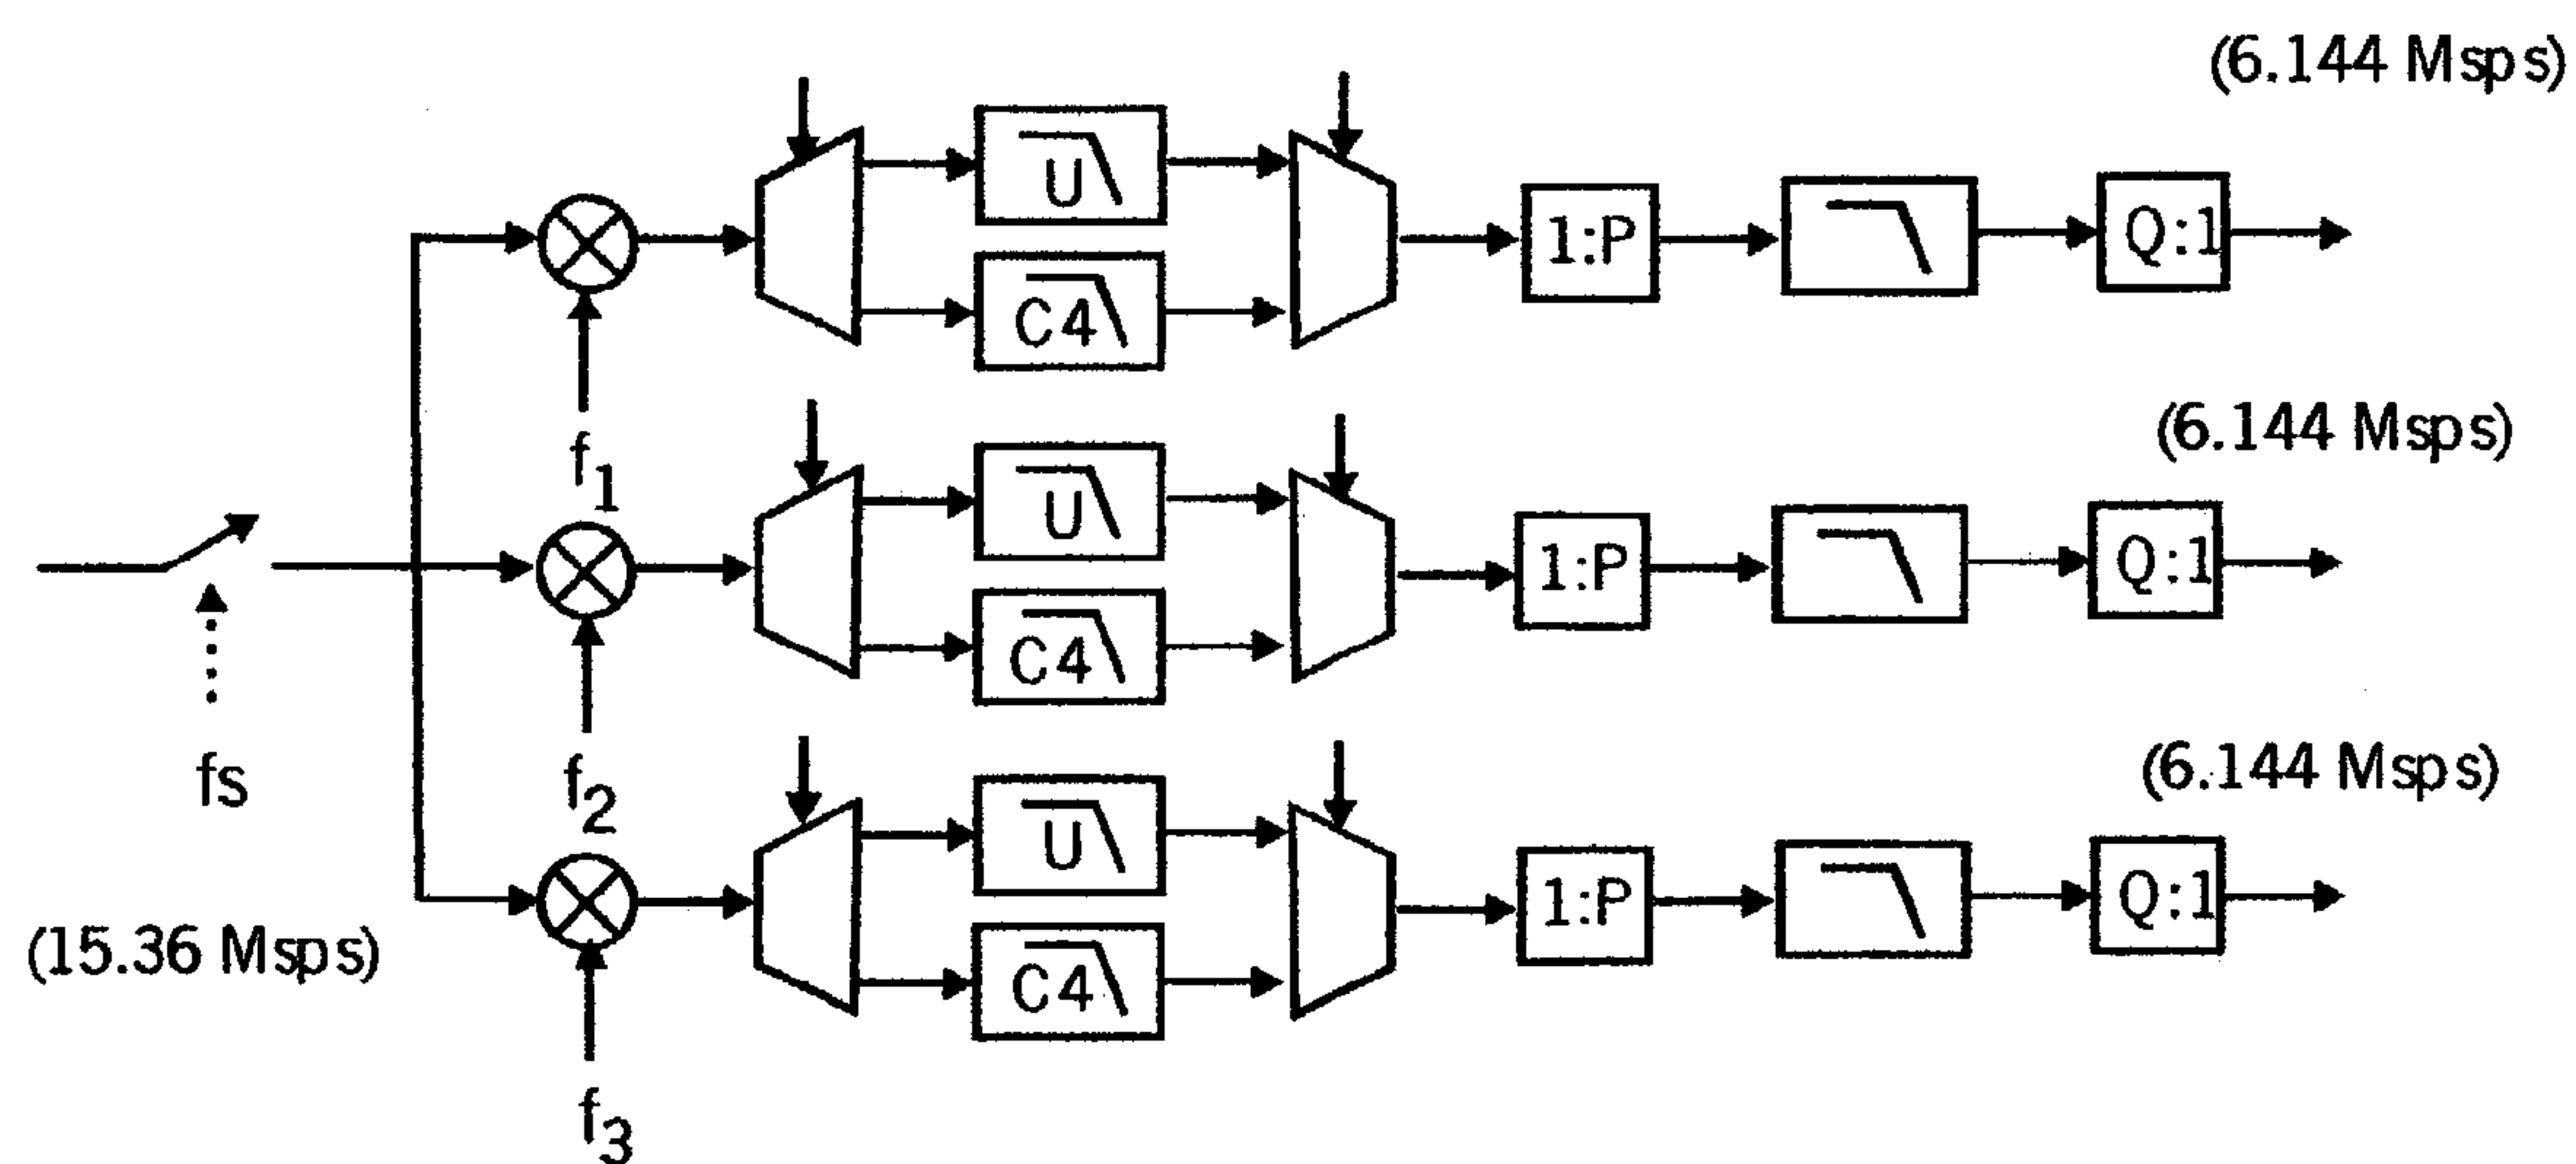 (6.144 Msps)
U
C4
1:P
Q:1
f1
(6.144 Msps)
U
C4
1:P
Q:1
fs
f2
(6.144 Msps)
U
C4
1:P
Q:1
(15.36 Msps)
f3